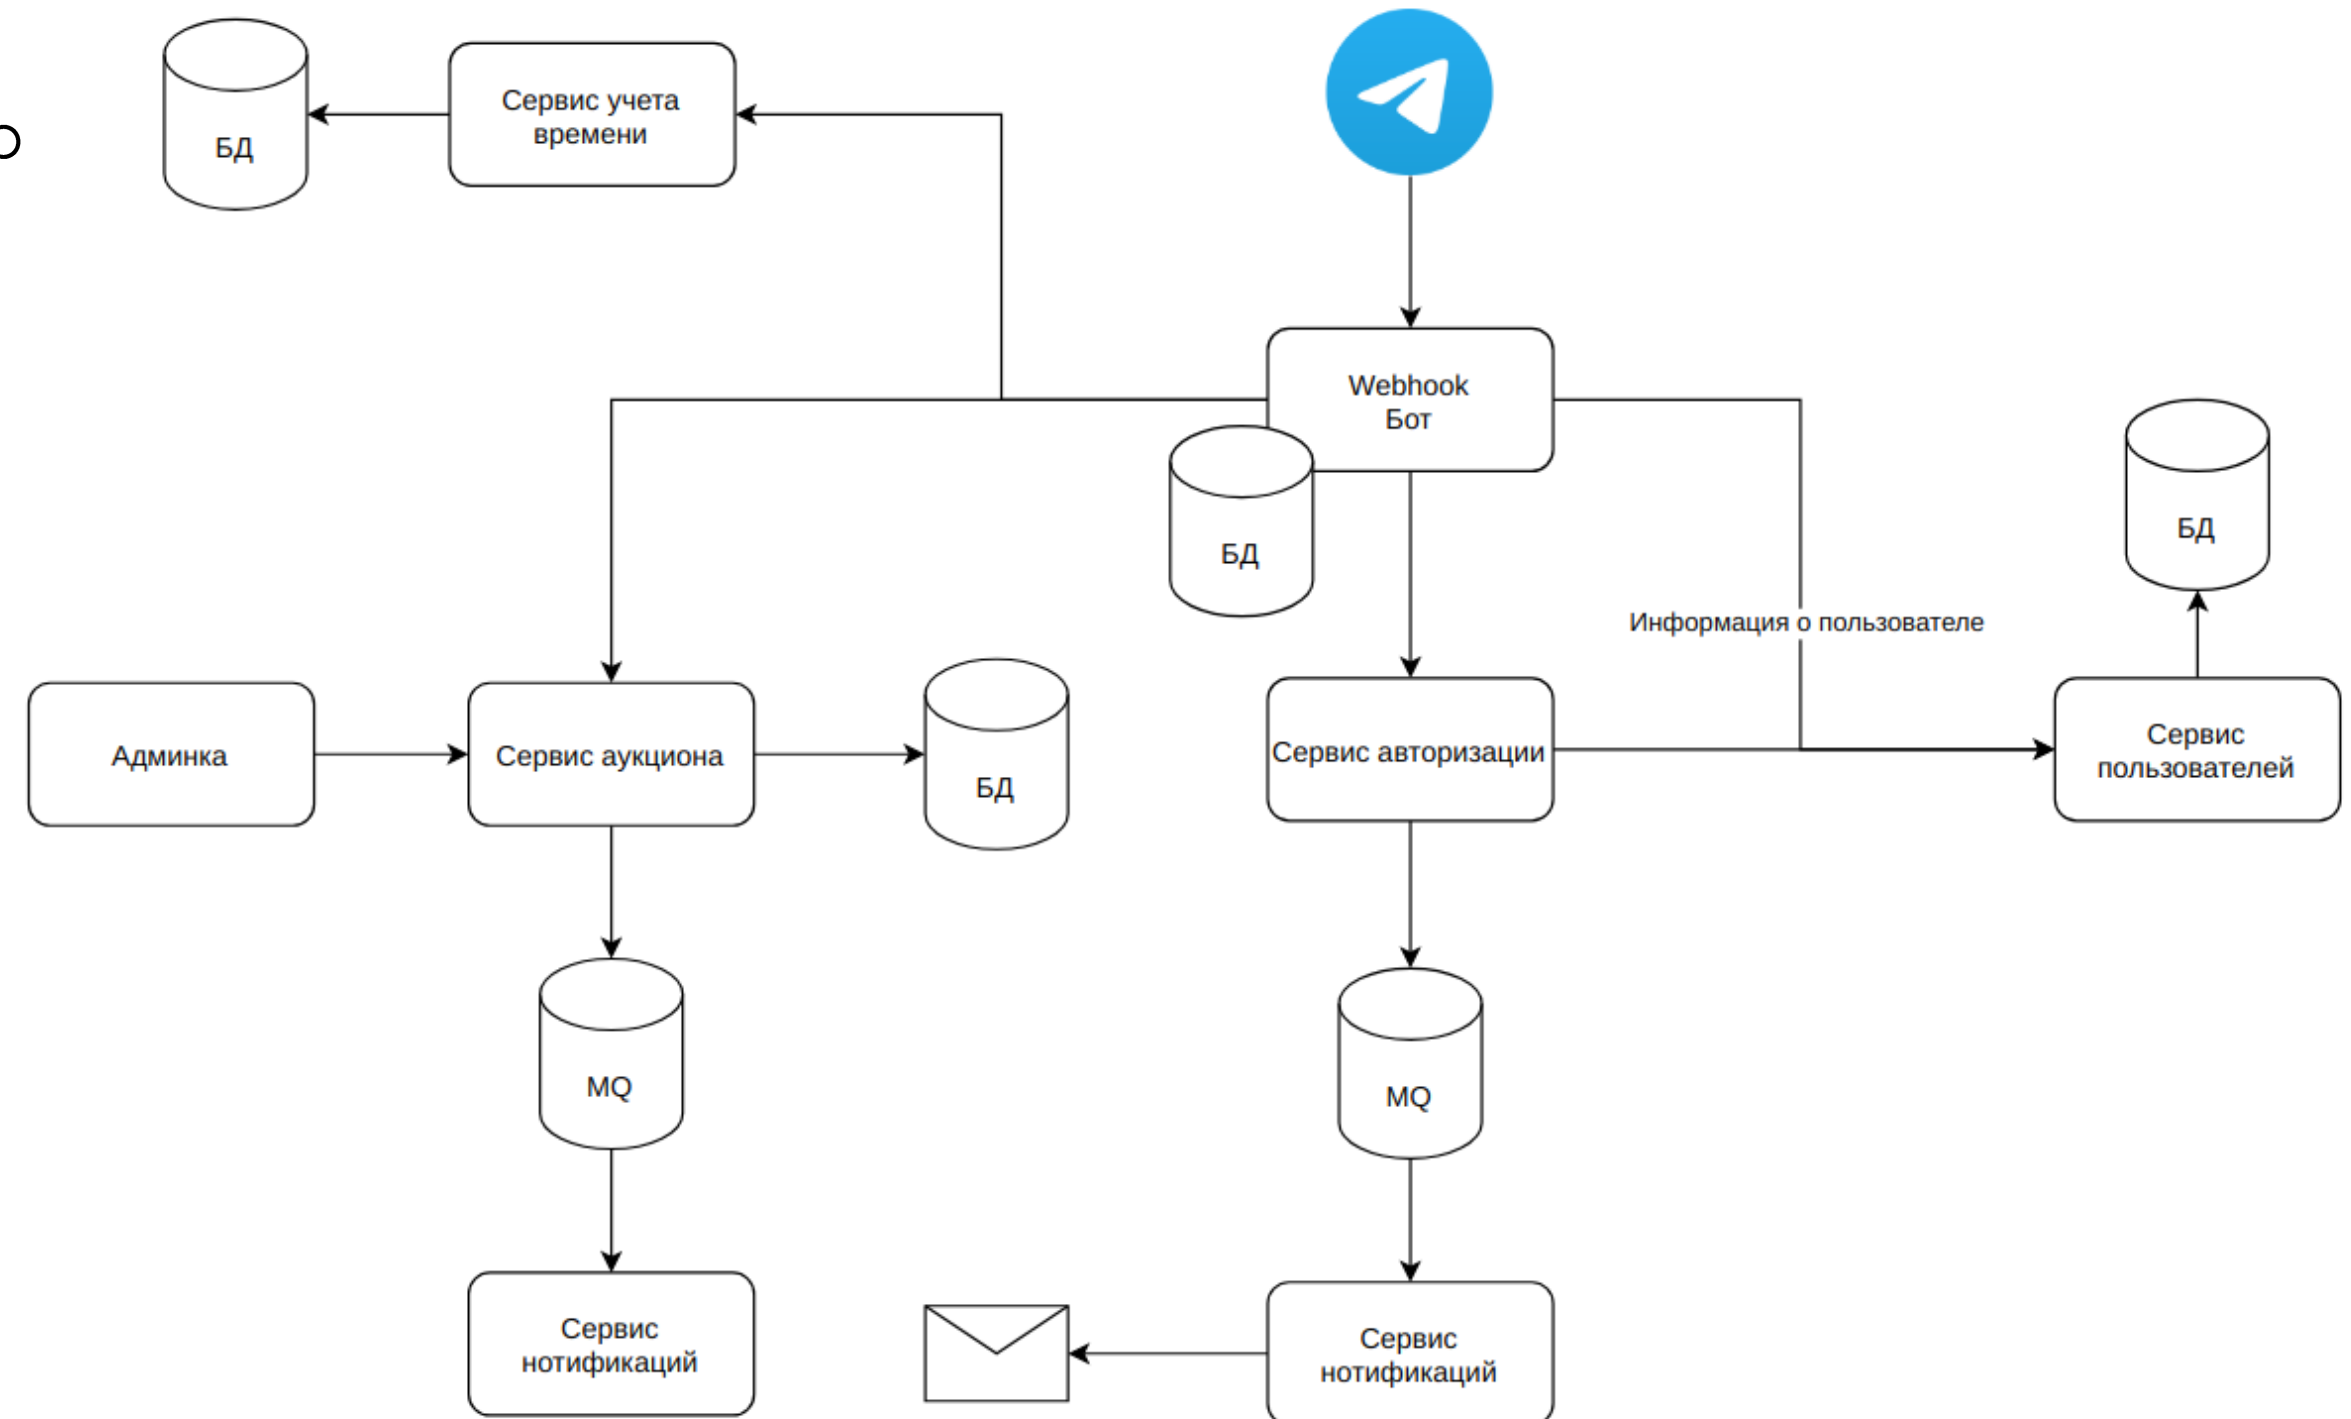 БД
Сервис учета
времени
о
Webhook
Бот
БД
БД
Информация о пользователе
Админка
Сервис аукциона
БД
Сервис авторизации
Сервис
пользователей
MQ
MQ
Сервис
нотификаций
Сервис
нотификаций